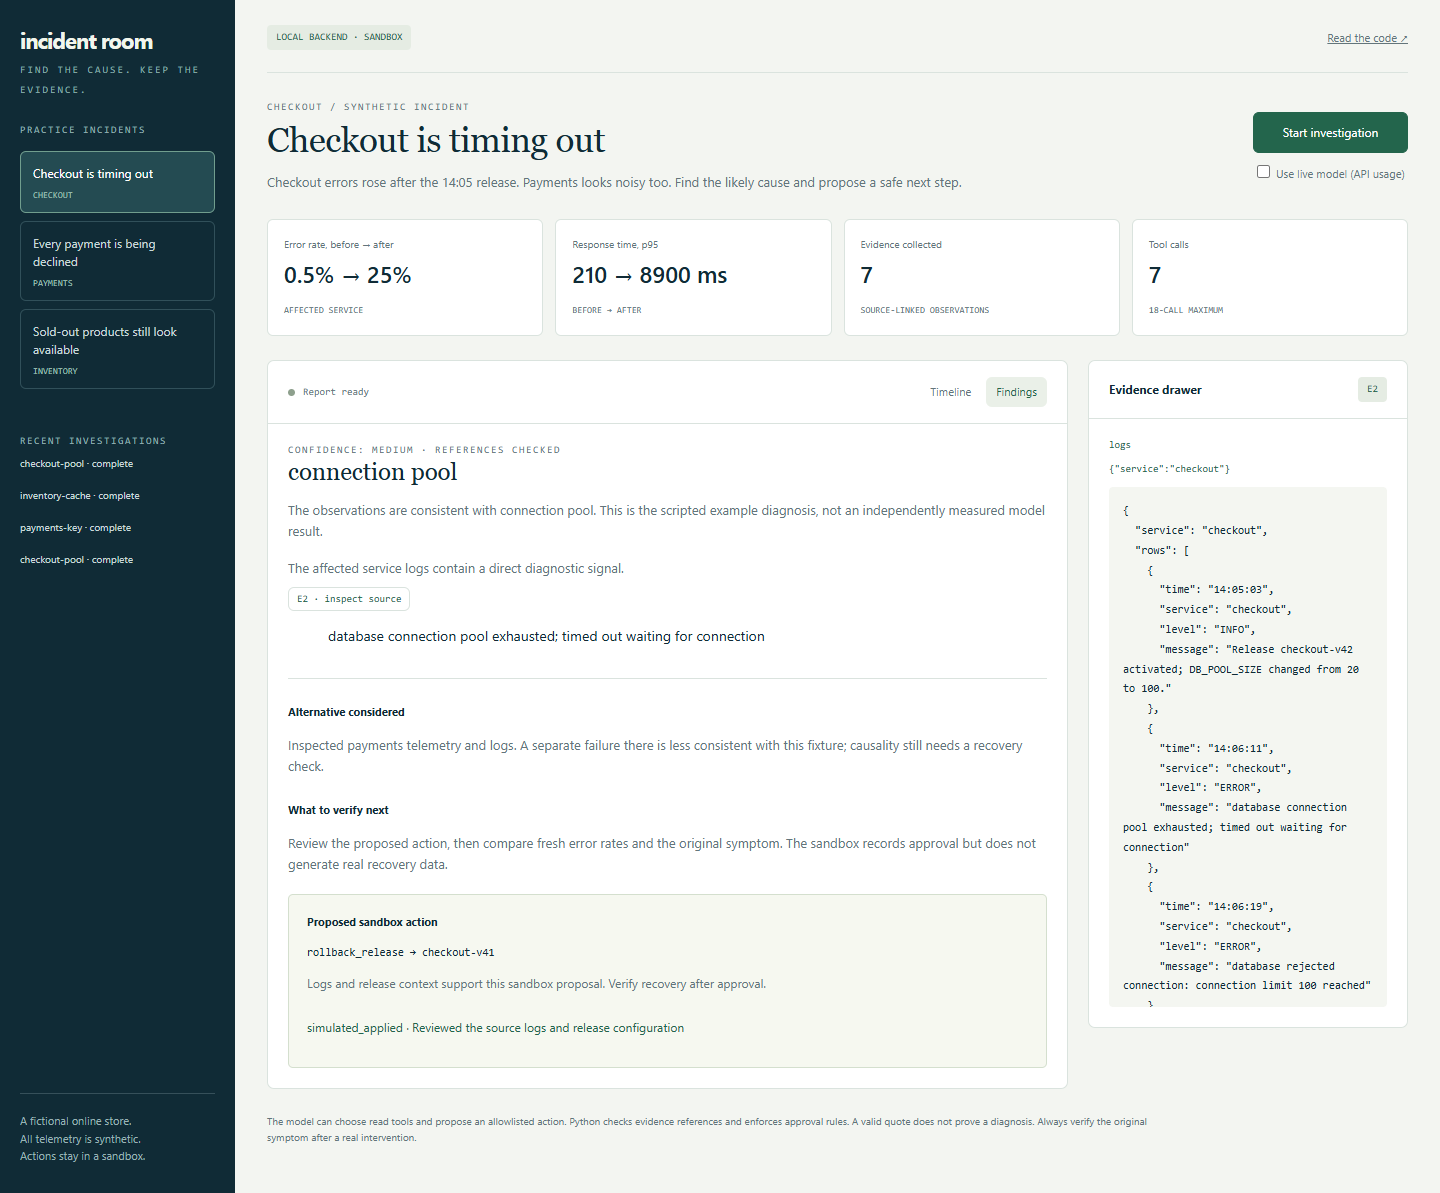 incident room
FIND THE CAUSE. KEEP THE
EVIDENCE.
PRACTICE INCIDENTS
Checkout is timing out
CHECKOUT
Every payment is being
declined
PAYMENTS
Sold-out products still look
available
INVENTORY
RECENT INVESTIGATIONS
checkout-pool · complete
inventory-cache · complete
payments-key · complete
checkout-pool · complete
A fictional online store.
All telemetry is synthetic.
Actions stay in a sandbox.
LOCAL BACKEND · SANDBOX
Read the code ↗
CHECKOUT / SYNTHETIC INCIDENT
Checkout is timing out
Checkout errors rose after the 14:05 release. Payments looks noisy too. Find the likely cause and propose a safe next step.
Start investigation
Use live model (API usage)
Error rate, before → after
0.5% → 25%
AFFECTED SERVICE
Response time, p95
210 → 8900 ms
BEFORE → AFTER
Evidence collected
7
SOURCE-LINKED OBSERVATIONS
Tool calls
7
18-CALL MAXIMUM
Report ready
Timeline
Findings
CONFIDENCE: MEDIUM · REFERENCES CHECKED
connection pool
The observations are consistent with connection pool. This is the scripted example diagnosis, not an independently measured model
result.
The affected service logs contain a direct diagnostic signal.
E2 · inspect source
database connection pool exhausted; timed out waiting for connection
Alternative considered
Inspected payments telemetry and logs. A separate failure there is less consistent with this fixture; causality still needs a recovery
check.
What to verify next
Review the proposed action, then compare fresh error rates and the original symptom. The sandbox records approval but does not
generate real recovery data.
Proposed sandbox action
rollback_release → checkout-v41
Logs and release context support this sandbox proposal. Verify recovery after approval.
simulated_applied · Reviewed the source logs and release configuration
Evidence drawer
E2
logs
{"service":"checkout"}
{
"service": "checkout",
"rows": [
{
"time": "14:05:03",
"service": "checkout",
"level": "INFO",
"message": "Release checkout-v42
activated; DB_POOL_SIZE changed from 20
to 100."
},
{
"time": "14:06:11",
"service": "checkout",
"level": "ERROR",
"message": "database connection
pool exhausted; timed out waiting for
connection"
},
{
"time": "14:06:19",
"service": "checkout",
"level": "ERROR",
"message": "database rejected
connection: connection limit 100 reached"
}
The model can choose read tools and propose an allowlisted action. Python checks evidence references and enforces approval rules. A valid quote does not prove a diagnosis. Always verify the original
symptom after a real intervention.